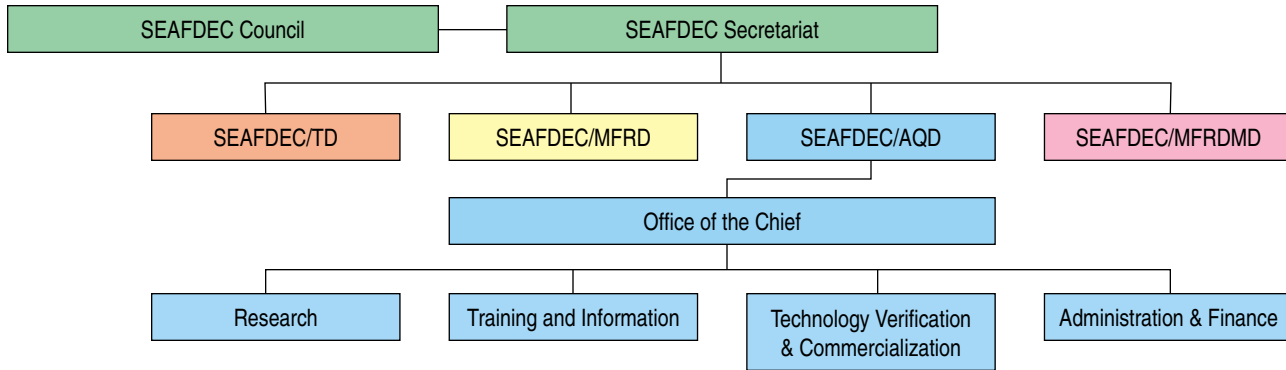 SEAFDEC Council
SEAFDEC Secretariat
SEAFDEC/TD
SEAFDEC/MFRD
SEAFDEC/AQD
SEAFDEC/MFRDMD
Office of the Chief
Research
Training and Information
Technology Verification
& Commercialization
Administration & Finance